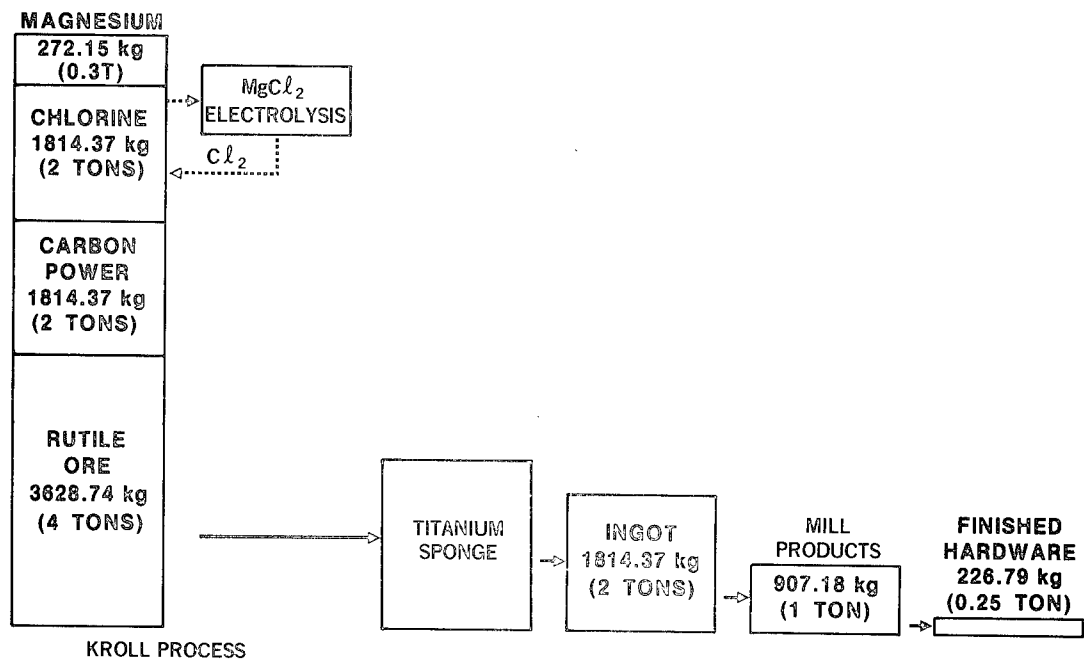 MAGNESIUM
272.15 kg
(0.3T)
CHLORINE
1814.37 kg
(2 TONS)
MgCℓ₂
ELECTROLYSIS
Cℓ₂
CARBON
POWER
1814.37 kg
(2 TONS)
RUTILE
ORE
3628.74 kg
(4 TONS)
TITANIUM
SPONGE
INGOT
1814.37 kg
(2 TONS)
MILL
PRODUCTS
907.18 kg
(1 TON)
FINISHED
HARDWARE
226.79 kg
(0.25 TON)
KROLL PROCESS